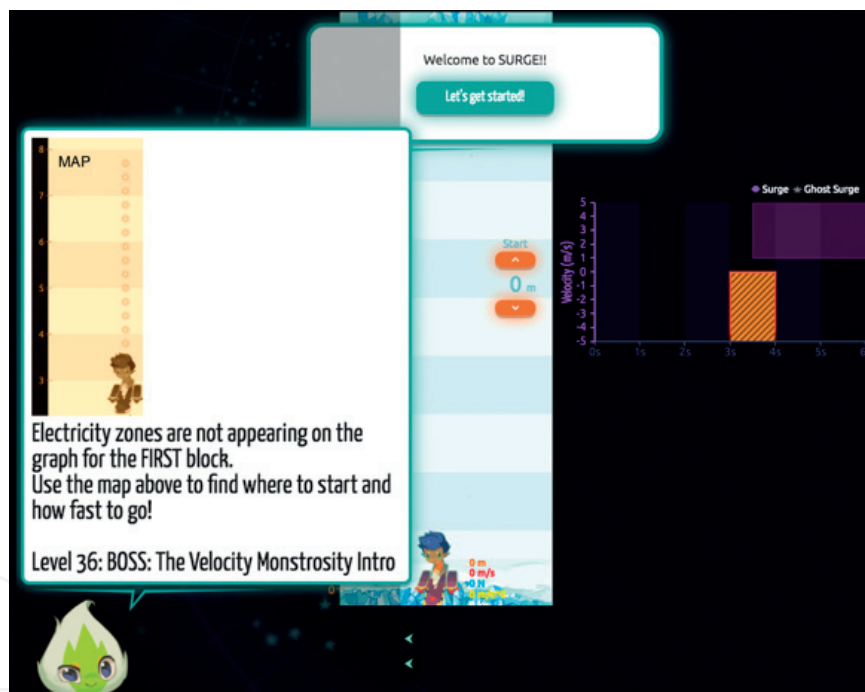 Welcome to SURGE!!
Let's get started!
8
MAP
7
6
5
4
3
Electricity zones are not appearing on the
graph for the FIRST block.
Use the map above to find where to start and
how fast to go!
Level 36: BOSS: The Velocity Monstrosity Intro
Start
0 m
0 m
0 m/s
0 N
0
Surge Ghost Surge
Velocity (m/s)
5
4
3
2
1
0
-1
-2
-3
-4
-5
0s 1s 2s 3s 4s 5s